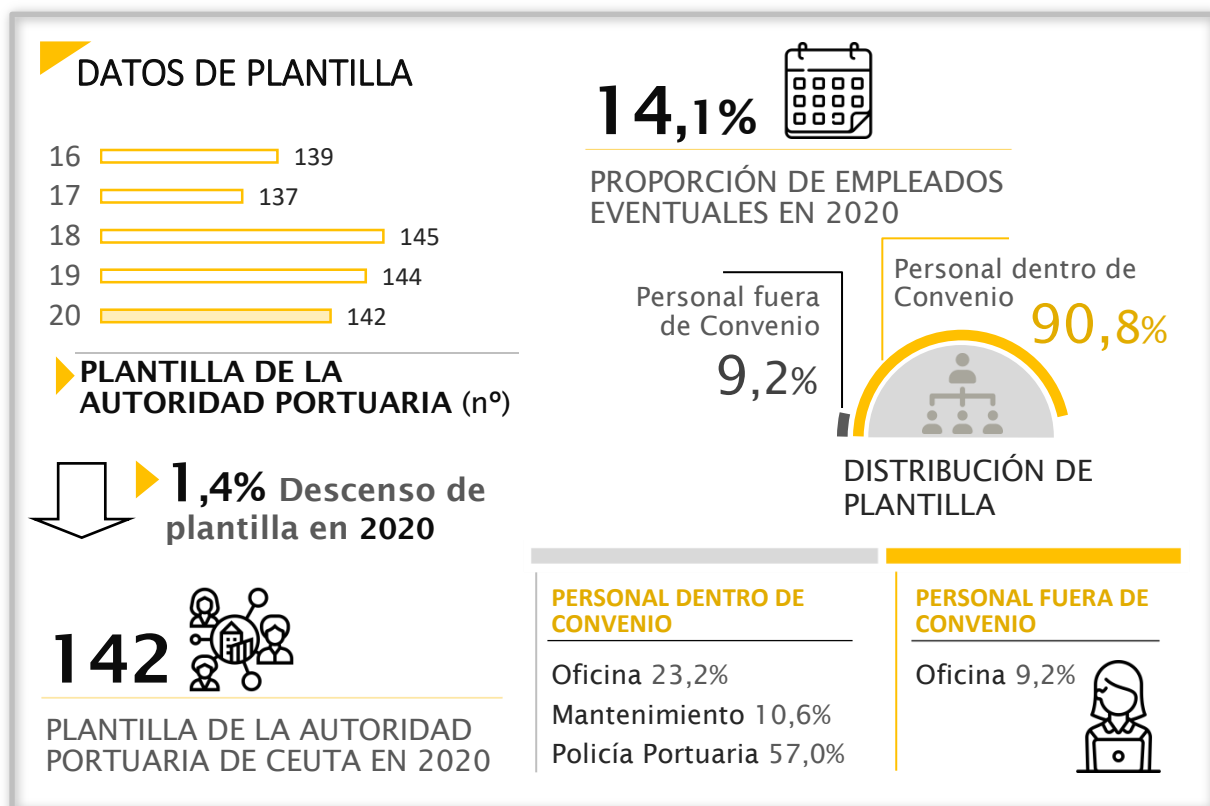 DATOS DE PLANTILLA
16 139
17 137
18 145
19 144
20 142
PLANTILLA DE LA
AUTORIDAD PORTUARIA (nº)
1,4% Descenso de
plantilla en 2020
142
PLANTILLA DE LA AUTORIDAD
PORTUARIA DE CEUTA EN 2020
14,1%
PROPORCIÓN DE EMPLEADOS
EVENTUALES EN 2020
Personal fuera
de Convenio
9,2%
Personal dentro de
Convenio
90,8%
DISTRIBUCIÓN DE
PLANTILLA
PERSONAL DENTRO DE
CONVENIO
Oficina 23,2%
Mantenimiento 10,6%
Policía Portuaria 57,0%
PERSONAL FUERA DE
CONVENIO
Oficina 9,2%